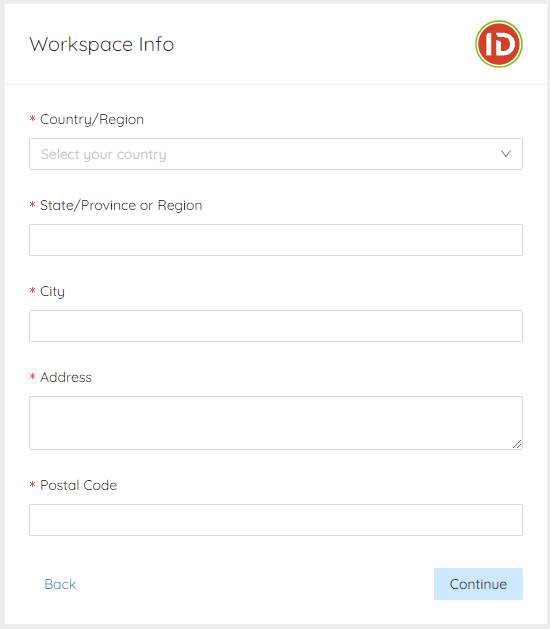 Workspace Info
ID
* Country/Region
Select your country
* State/Province or Region
* City
* Address
* Postal Code
Back
Continue